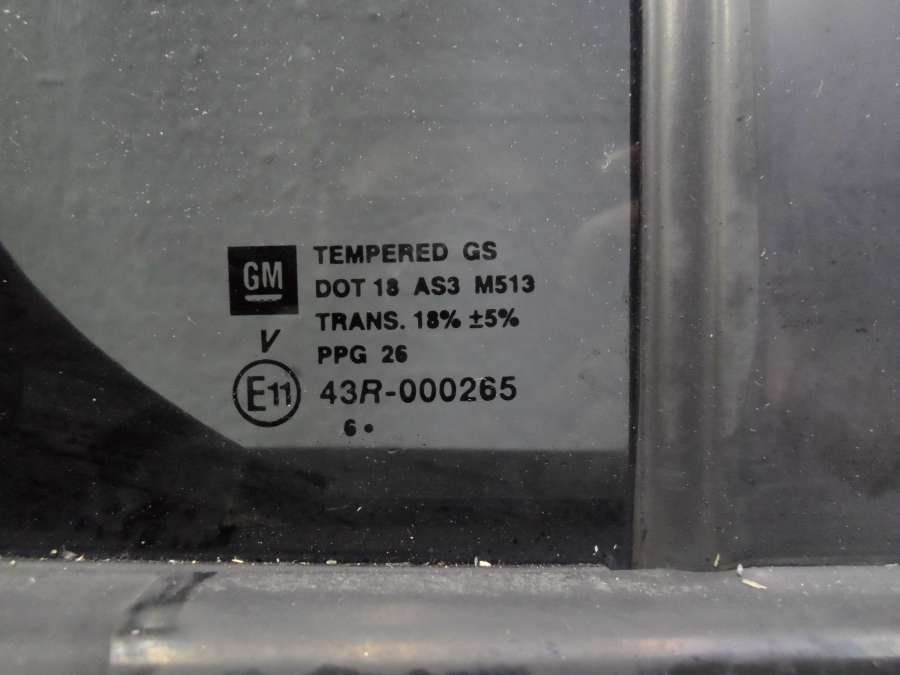 GM
TEMPERED GS
DOT 18 AS3 M513
TRANS. 18% ±5%
V
PPG 26
E11
43R-000265
6 •